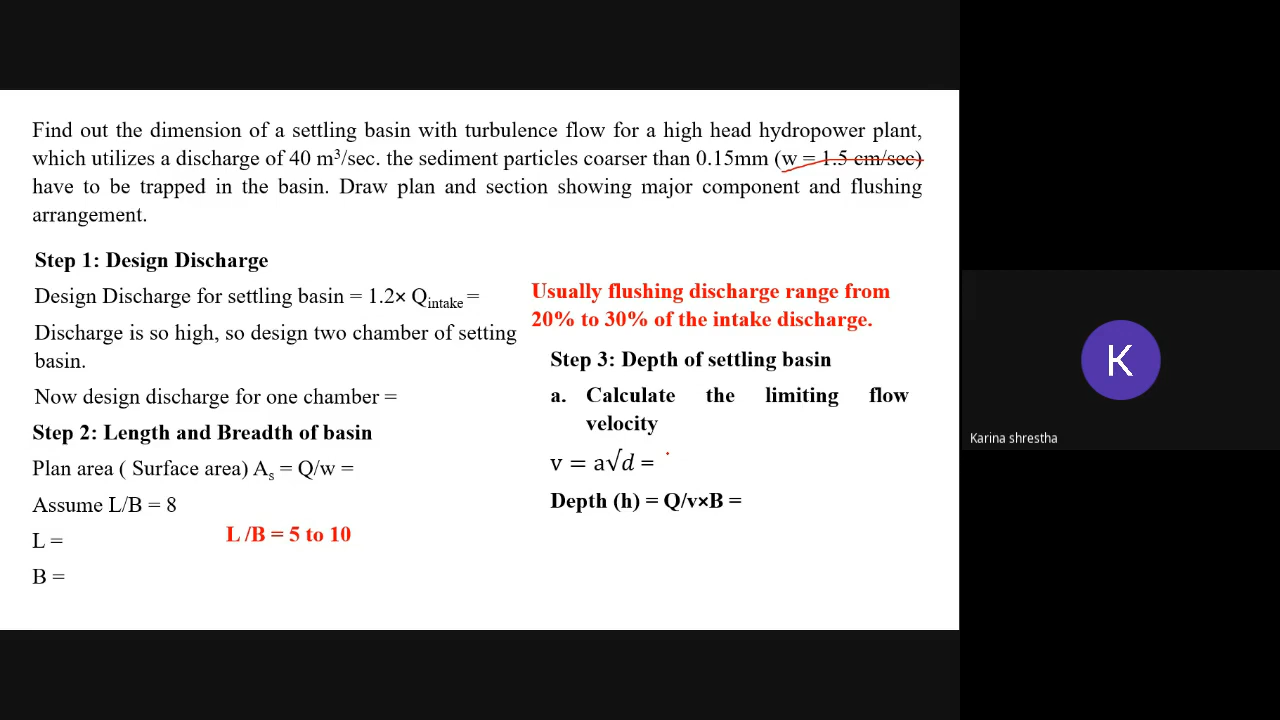 Find out the dimension of a settling basin with turbulence flow for a high head hydropower plant,
which utilizes a discharge of 40 m³/sec. the sediment particles coarser than 0.15mm (w = 1.5 cm/sec)
have to be trapped in the basin. Draw plan and section showing major component and flushing
arrangement.
Step 1: Design Discharge
Design Discharge for settling basin = 1.2× Qintake =
Discharge is so high, so design two chamber of setting
basin.
Now design discharge for one chamber =
Step 2: Length and Breadth of basin
Plan area ( Surface area) As = Q/w =
Assume L/B = 8
L =
L /B = 5 to 10
B =
Usually flushing discharge range from
20% to 30% of the intake discharge.
Step 3: Depth of settling basin
a. Calculate the limiting flow
velocity
v = a√d =
Depth (h) = Q/v×B =
K
Karina shrestha